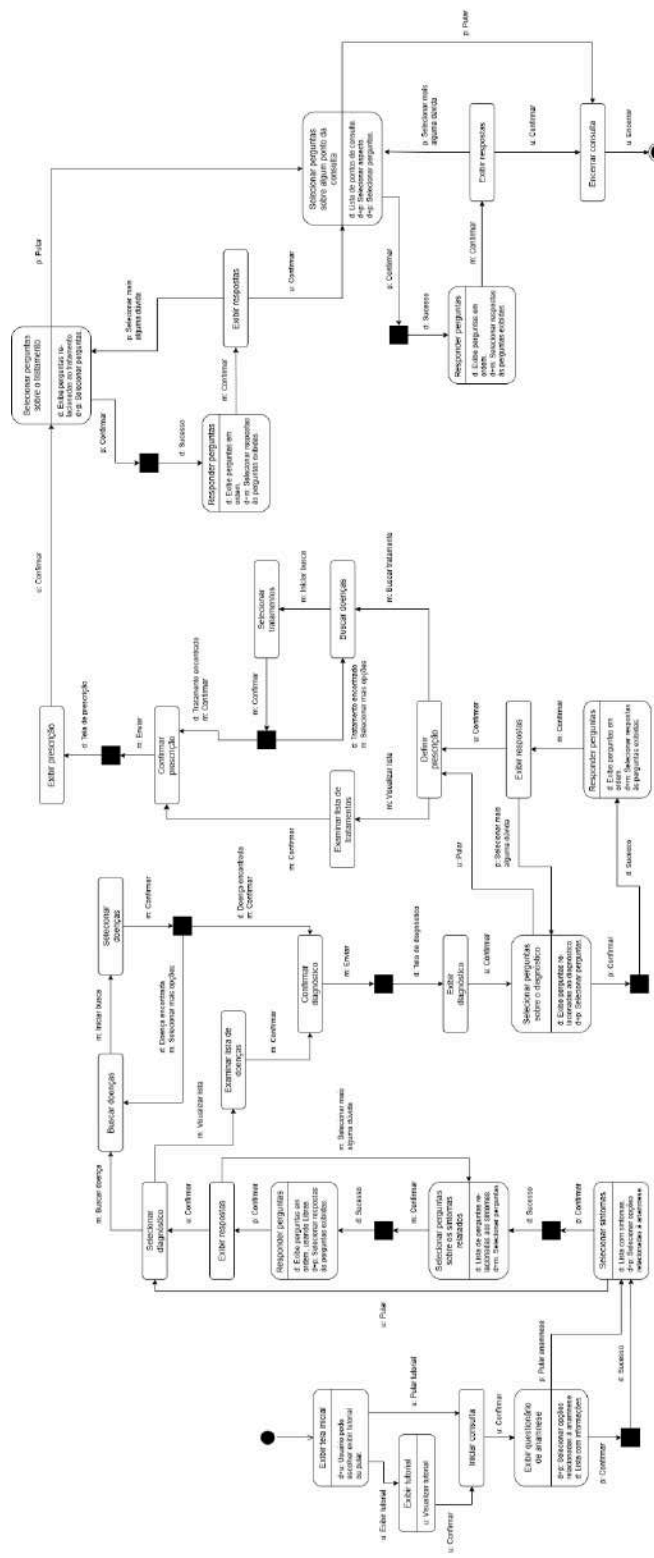 Exibir tela inicial
d+u: Usuário pode
escolher exibir tutorial
ou pular.
u: Exibir tutorial
u: Pular tutorial
Exibir tutorial
u: Visualizar tutorial
u: Confirmar
Iniciar consulta
u: Confirmar
Exibir questionário
de anamnese
d+p: Selecionar opções
relacionadas à anamnese
d: Lista com informações
p: Pular anamnese
p: Confirmar
d: Sucesso
Selecionar sintomas
d: Lista com sintomas.
d+p: Selecionar opções
relacionadas à anamnese
u: Pular
p: Confirmar
d: Sucesso
Selecionar perguntas
sobre os sintomas
relatados
d: Lista de perguntas re-
lacionadas aos sintomas.
d+m: Selecionar perguntas
m: Confirmar
d: Sucesso
Responder perguntas
d: Exibe perguntas em
ordem, usando Libras.
d+p: Selecionar respostas
às perguntas exibidas.
p: Confirmar
Exibir respostas
m: Selecionar mais
alguma dúvida
u: Confirmar
Selecionar
diagnóstico
m: Buscar doença
m: Visualizar lista
Buscar doenças
m: Iniciar busca
Selecionar
doenças
m: Confirmar
d: Doença encontrada
m: Selecionar mais opções
d: Doença encontrada
m: Confirmar
Examinar lista de
doenças
m: Confirmar
Confirmar
diagnóstico
m: Enviar
d: Tela de diagnóstico
Exibir
diagnóstico
u: Confirmar
Selecionar perguntas
sobre o diagnóstico
d: Exibe perguntas re-
lacionadas ao diagnóstico
d+p: Selecionar perguntas.
p: Confirmar
d: Sucesso
Responder perguntas
d: Exibe perguntas em
ordem.
d+m: Selecionar respostas
às perguntas exibidas.
m: Confirmar
Exibir respostas
p: Selecionar mais
alguma dúvida
u: Pular
u: Confirmar
Definir
prescrição
m: Visualizar lista
m: Buscar tratamento
Examinar lista de
tratamentos
m: Confirmar
Buscar doenças
m: Iniciar busca
Selecionar
tratamentos
m: Confirmar
d: Tratamento encontrado
m: Selecionar mais opções
d: Tratamento encontrado
m: Confirmar
Confirmar
prescrição
m: Enviar
d: Tela de prescrição
Exibir prescrição
u: Confirmar
Selecionar perguntas
sobre o tratamento
d: Exibe perguntas re-
lacionadas ao tratamento
d+p: Selecionar perguntas.
p: Confirmar
d: Sucesso
Responder perguntas
d: Exibe perguntas em
ordem.
d+m: Selecionar respostas
às perguntas exibidas.
m: Confirmar
Exibir respostas
p: Selecionar mais
alguma dúvida
u: Confirmar
p: Pular
Selecionar perguntas
sobre algum ponto da
consulta
d: Lista de pontos da consulta.
d+p: Selecionar aspecto
d+p: Selecionar perguntas.
p: Confirmar
d: Sucesso
Responder perguntas
d: Exibe perguntas em
ordem.
d+m: Selecionar respostas
às perguntas exibidas.
m: Confirmar
Exibir respostas
p: Selecionar mais
alguma dúvida
u: Confirmar
p: Pular
Encerrar consulta
u: Encerrar